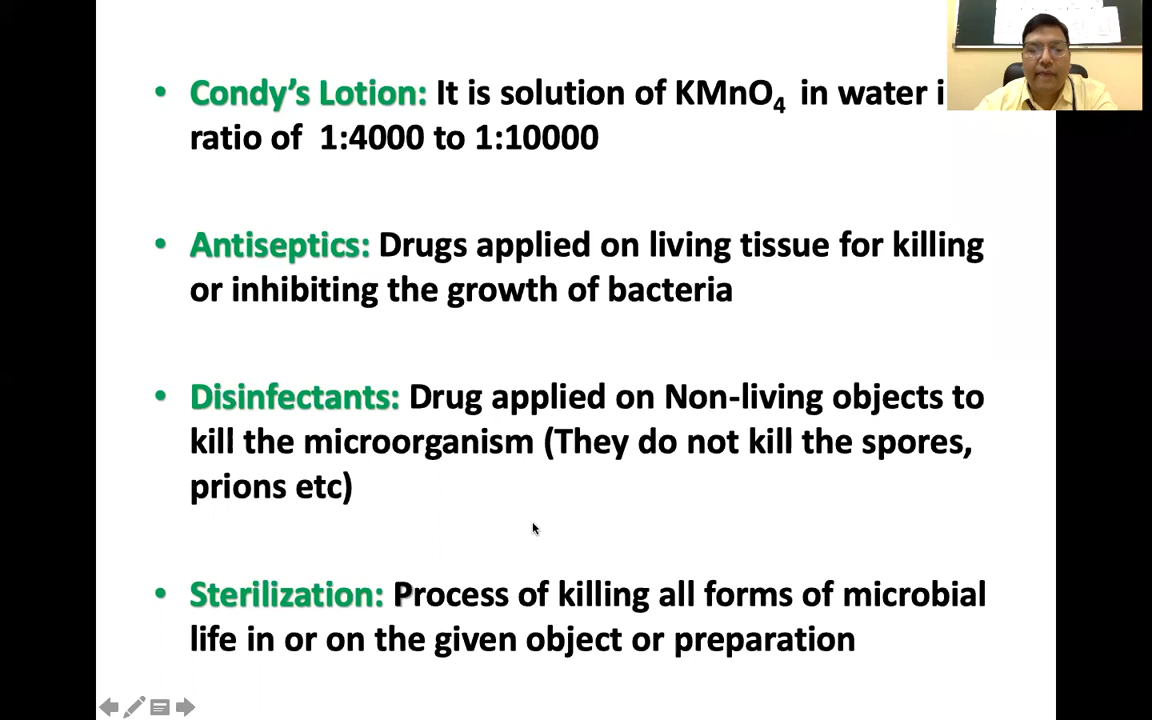 • Condy's Lotion: It is solution of KMnO₄ in water i
ratio of 1:4000 to 1:10000
• Antiseptics: Drugs applied on living tissue for killing
or inhibiting the growth of bacteria
• Disinfectants: Drug applied on Non-living objects to
kill the microorganism (They do not kill the spores,
prions etc)
• Sterilization: Process of killing all forms of microbial
life in or on the given object or preparation